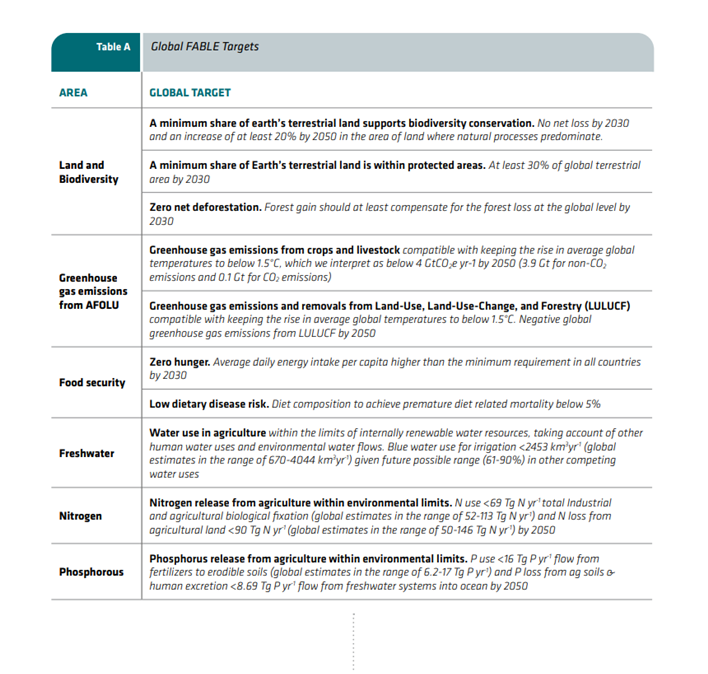 Table A
Global FABLE Targets
AREA
GLOBAL TARGET
Land and
Biodiversity
A minimum share of earth's terrestrial land supports biodiversity conservation. No net loss by 2030
and an increase of at least 20% by 2050 in the area of land where natural processes predominate.
A minimum share of Earth's terrestrial land is within protected areas. At least 30% of global terrestrial
area by 2030
Zero net deforestation. Forest gain should at least compensate for the forest loss at the global level by
2030
Greenhouse
gas emissions
from AFOLU
Greenhouse gas emissions from crops and livestock compatible with keeping the rise in average global
temperatures to below 1.5°C, which we interpret as below 4 GtCO₂e yr-1 by 2050 (3.9 Gt for non-CO₂
emissions and 0.1 Gt for CO₂ emissions)
Greenhouse gas emissions and removals from Land-Use, Land-Use-Change, and Forestry (LULUCF)
compatible with keeping the rise in average global temperatures to below 1.5°C. Negative global
greenhouse gas emissions from LULUCF by 2050
Food security
Zero hunger. Average daily energy intake per capita higher than the minimum requirement in all countries
by 2030
Low dietary disease risk. Diet composition to achieve premature diet related mortality below 5%
Freshwater
Water use in agriculture within the limits of internally renewable water resources, taking account of other
human water uses and environmental water flows. Blue water use for irrigation <2453 km³yr⁻¹ (global
estimates in the range of 670-4044 km³yr⁻¹) given future possible range (61-90%) in other competing
water uses
Nitrogen
Nitrogen release from agriculture within environmental limits. N use <69 Tg N yr⁻¹ total Industrial
and agricultural biological fixation (global estimates in the range of 52-113 Tg N yr⁻¹) and N loss from
agricultural land <90 Tg N yr⁻¹ (global estimates in the range of 50-146 Tg N yr⁻¹) by 2050
Phosphorous
Phosphorus release from agriculture within environmental limits. P use <16 Tg P yr⁻¹ flow from
fertilizers to erodible soils (global estimates in the range of 6.2-17 Tg P yr⁻¹) and P loss from ag soils &
human excretion <8.69 Tg P yr⁻¹ flow from freshwater systems into ocean by 2050